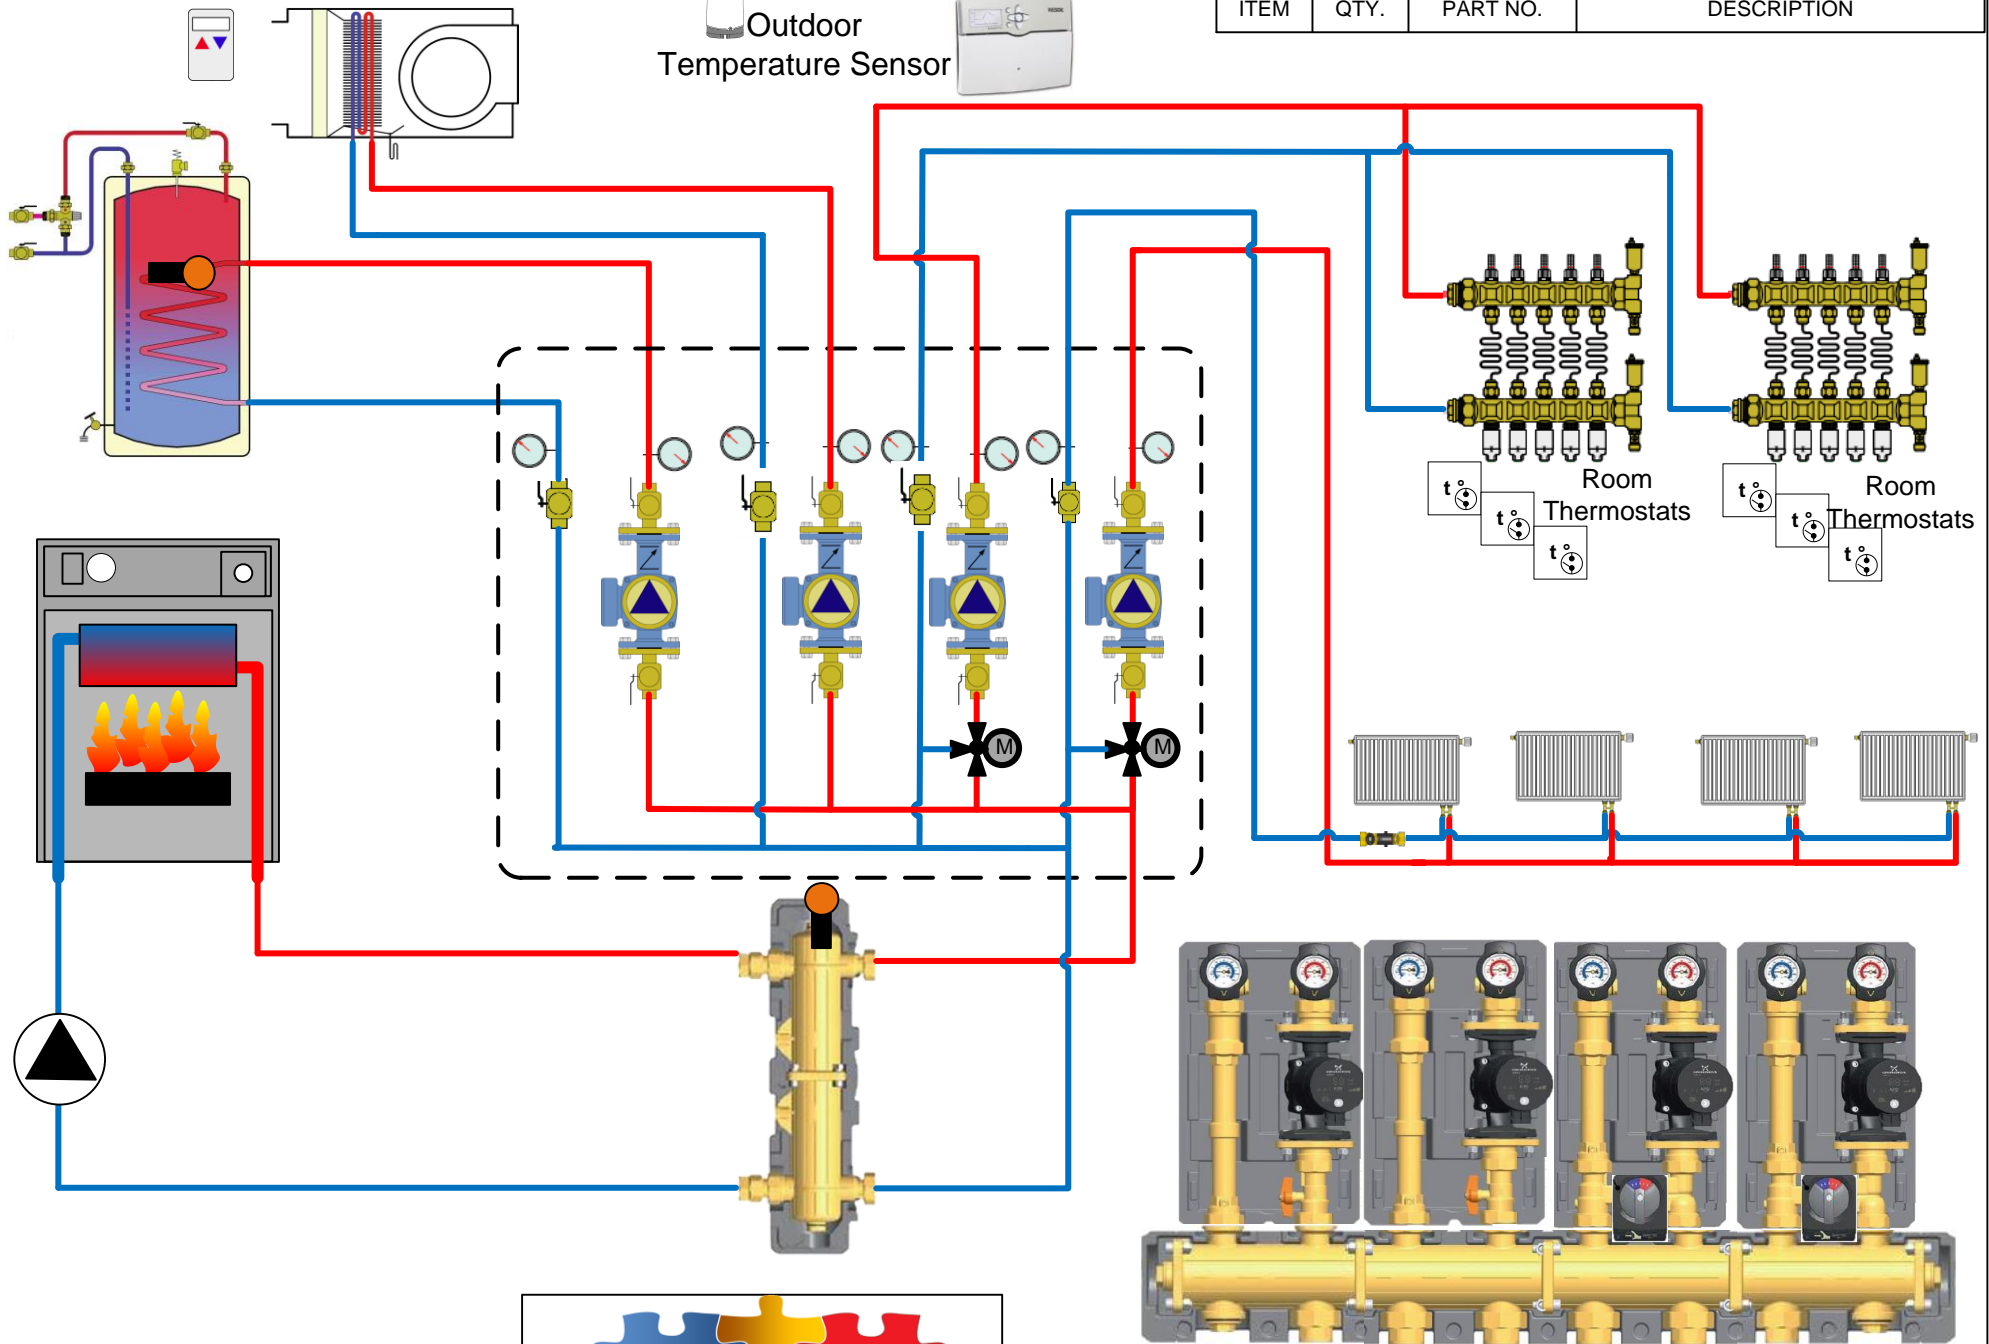 ITEM QTY. PART NO. DESCRIPTION
Outdoor
Temperature Sensor
Room
Thermostats
Room
Thermostats
t°
t°
t°
t°
t°
t°
M
M